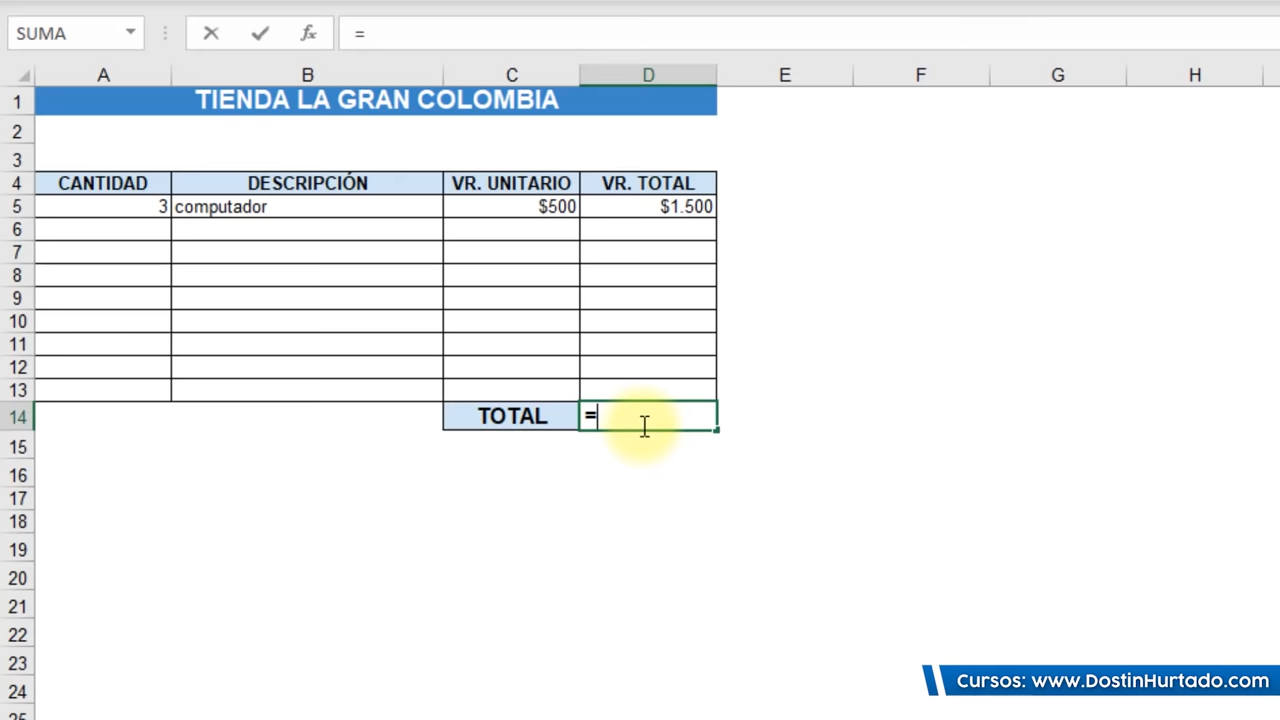 SUMA
fx
=
A B C D E F G H
1 TIENDA LA GRAN COLOMBIA
2
3
4 CANTIDAD DESCRIPCIÓN VR. UNITARIO VR. TOTAL
5 3 computador $500 $1.500
6
7
8
9
10
11
12
13
14 TOTAL =
15
16
17
18
19
20
21
22
23
24
25
Cursos: www.DostinHurtado.com